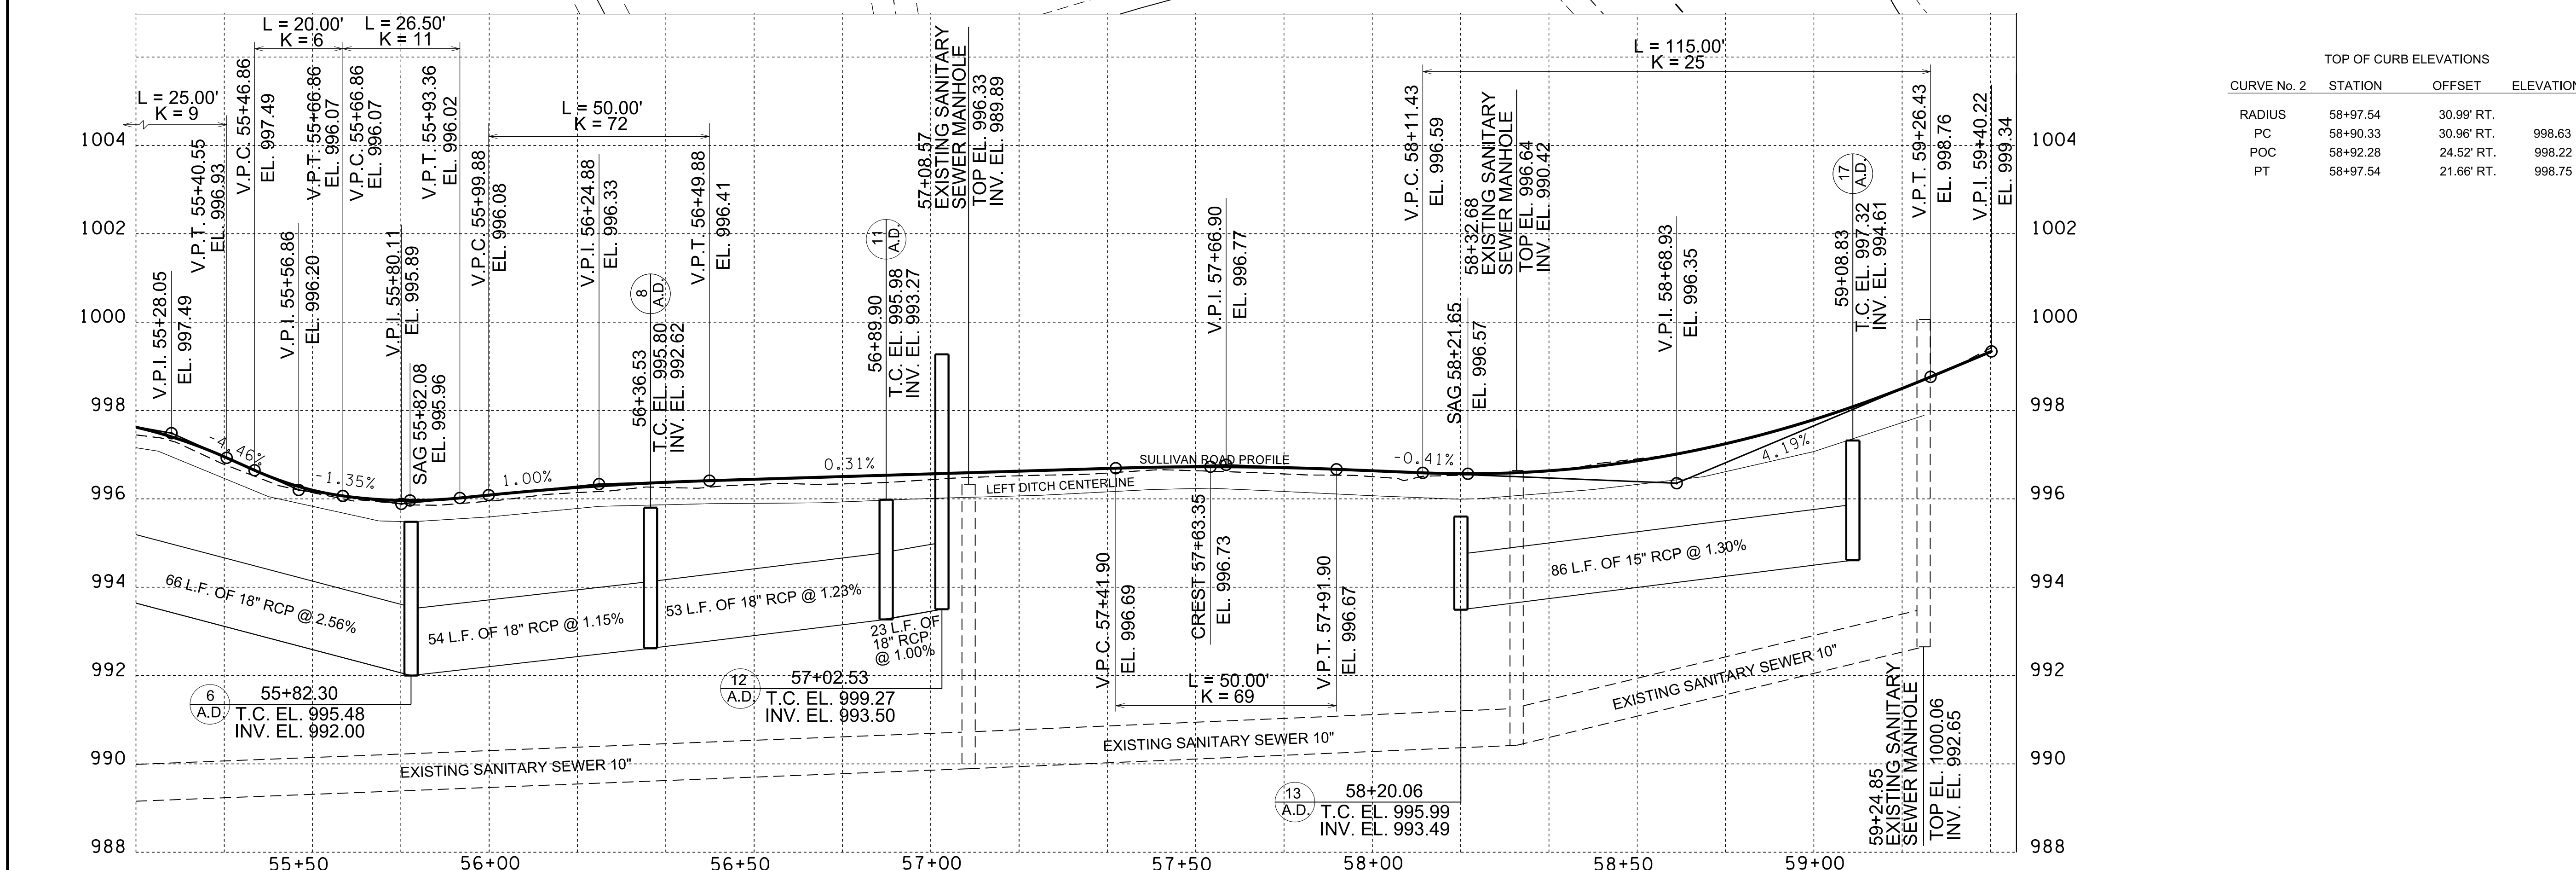 L = 25.00'
K = 9
L = 20.00'
K = 6
L = 26.50'
K = 11
L = 50.00'
K = 72
L = 115.00'
K = 25
V.P.I. 55+28.05
EL. 997.49
V.P.T. 55+40.55
EL. 996.93
V.P.C. 55+46.86
EL. 997.49
V.P.I. 55+56.86
EL. 996.20
V.P.T. 55+66.86
EL. 996.07
V.P.C. 55+66.86
EL. 996.07
V.P.I. 55+80.11
EL. 995.89
SAG 55+82.08
EL. 995.96
V.P.T. 55+93.36
EL. 996.02
V.P.C. 55+99.88
EL. 996.08
V.P.I. 56+24.88
EL. 996.33
8
A.D.
56+36.53
T.C. EL. 995.80
INV. EL. 992.62
V.P.T. 56+49.88
EL. 996.41
11
A.D.
56+89.90
T.C. EL. 995.98
INV. EL. 993.27
57+08.57
EXISTING SANITARY
SEWER MANHOLE
TOP EL. 996.33
INV. EL. 989.89
V.P.I. 57+66.90
EL. 996.77
V.P.C. 58+11.43
EL. 996.59
SAG 58+21.65
EL. 996.57
58+32.68
EXISTING SANITARY
SEWER MANHOLE
TOP EL. 996.64
INV. EL. 990.42
V.P.I. 58+68.93
EL. 996.35
17
A.D.
59+08.83
T.C. EL. 997.32
INV. EL. 994.61
V.P.T. 59+26.43
EL. 998.76
V.P.I. 59+40.22
EL. 999.34
1004
1002
1000
998
996
994
992
990
988
1004
1002
1000
998
996
994
992
990
988
-4.46%
-1.35%
1.00%
0.31%
SULLIVAN ROAD PROFILE
-0.41%
4.19%
LEFT DITCH CENTERLINE
66 L.F. OF 18" RCP @ 2.56%
54 L.F. OF 18" RCP @ 1.15%
53 L.F. OF 18" RCP @ 1.23%
23 L.F. OF
18" RCP
@ 1.00%
86 L.F. OF 15" RCP @ 1.30%
V.P.C. 57+41.90
EL. 996.69
CREST 57+63.35
EL. 996.73
V.P.T. 57+91.90
EL. 996.67
L = 50.00'
K = 69
6
A.D.
55+82.30
T.C. EL. 995.48
INV. EL. 992.00
12
A.D.
57+02.53
T.C. EL. 999.27
INV. EL. 993.50
13
A.D.
58+20.06
T.C. EL. 995.99
INV. EL. 993.49
EXISTING SANITARY SEWER 10"
EXISTING SANITARY SEWER 10"
EXISTING SANITARY SEWER 10"
59+24.85
EXISTING SANITARY
SEWER MANHOLE
TOP EL. 1000.06
INV. EL. 992.65
55+50 56+00 56+50 57+00 57+50 58+00 58+50 59+00
TOP OF CURB ELEVATIONS
CURVE No. 2 STATION OFFSET ELEVATION
RADIUS 58+97.54 30.99' RT.
PC 58+90.33 30.96' RT. 998.63
POC 58+92.28 24.52' RT. 998.22
PT 58+97.54 21.66' RT. 998.75